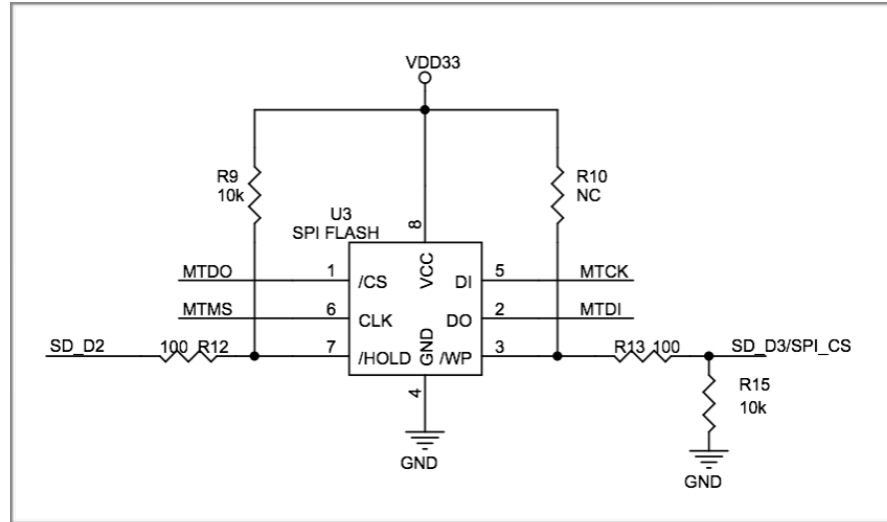 VDD33
R9
10k
R10
NC
U3
SPI FLASH
8
VCC
MTDO
1
/CS
DI
5
MTCK
MTMS
6
CLK
DO
2
MTDI
SD_D2
100 R12
7
/HOLD
GND
/WP
3
R13 100
SD_D3/SPI_CS
4
R15
10k
GND
GND